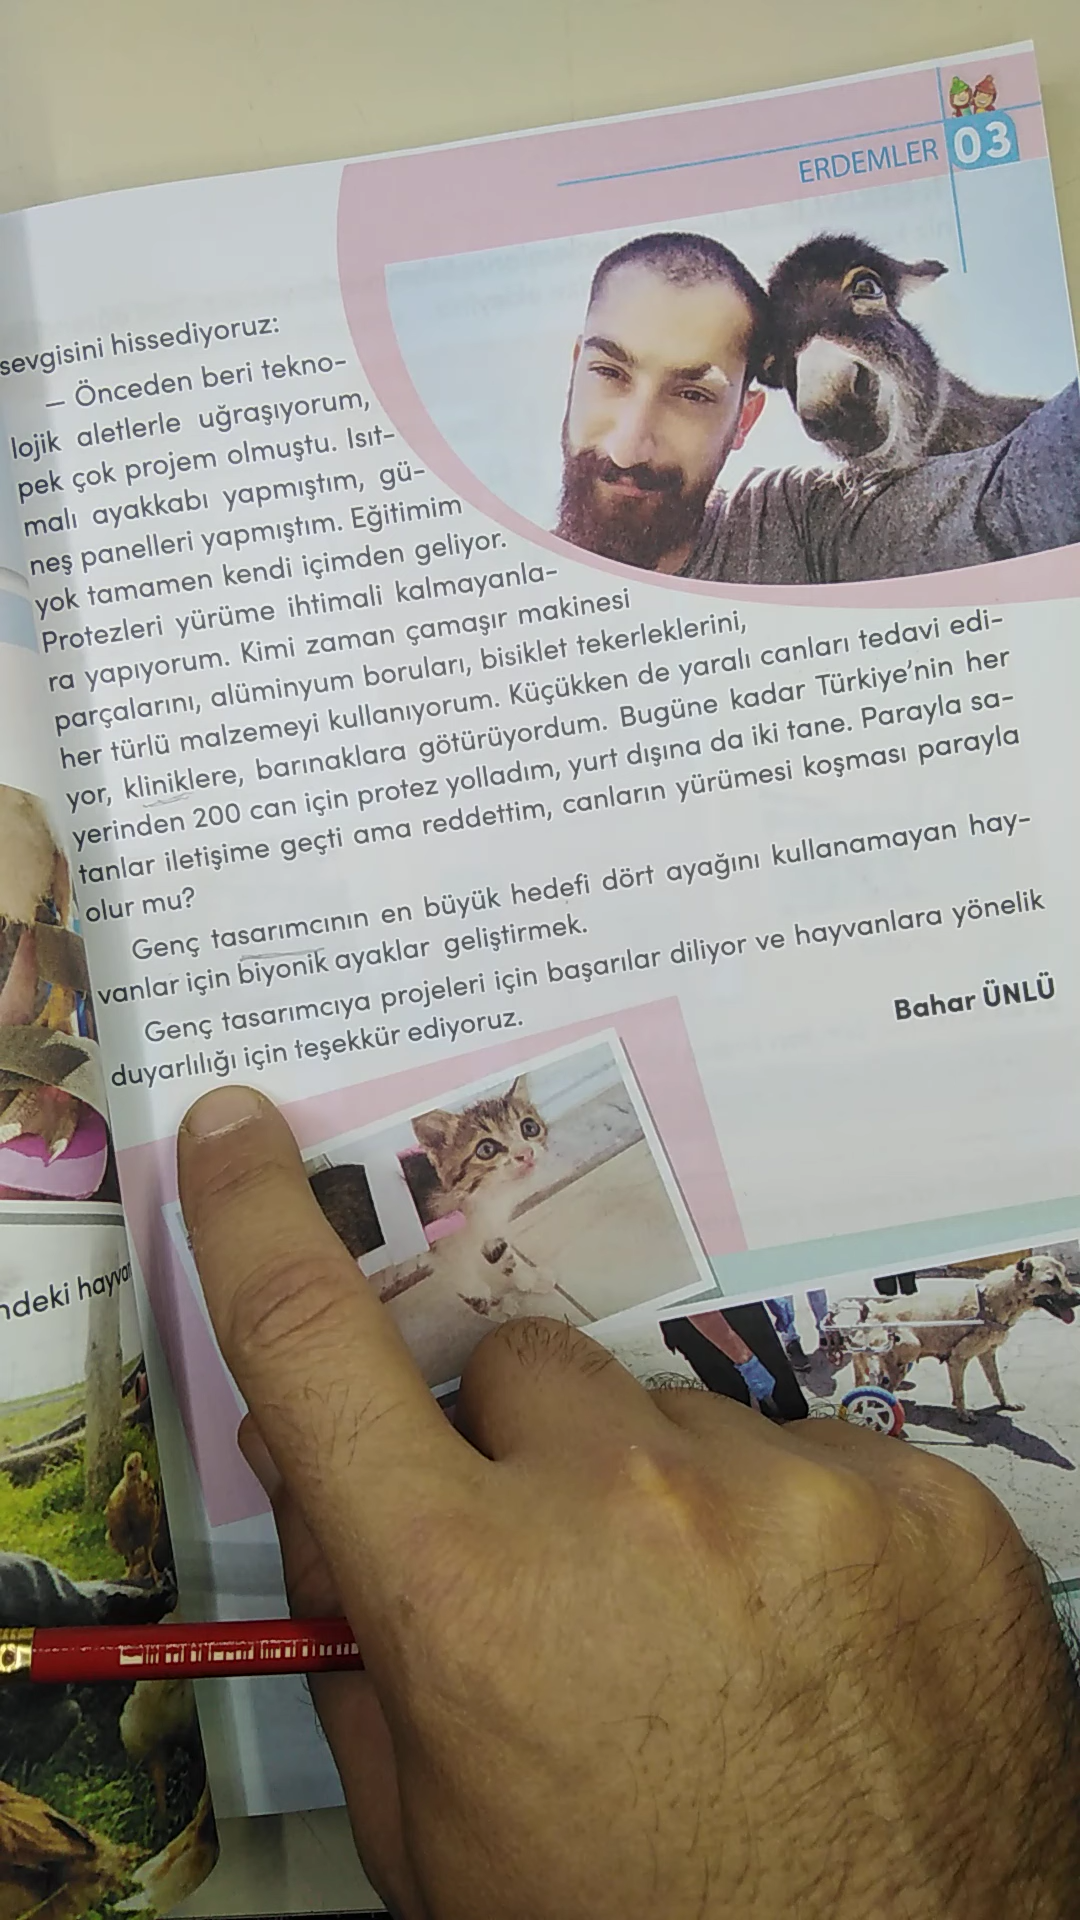 ERDEMLER 03
sevgisini hissediyoruz:
– Önceden beri tekno-
lojik aletlerle uğraşıyorum,
pek çok projem olmuştu. Isıt-
malı ayakkabı yapmıştım, gü-
neş panelleri yapmıştım. Eğitimim
yok tamamen kendi içimden geliyor.
Protezleri yürüme ihtimali kalmayanla-
ra yapıyorum. Kimi zaman çamaşır makinesi
parçalarını, alüminyum boruları, bisiklet tekerleklerini,
her türlü malzemeyi kullanıyorum. Küçükken de yaralı canları tedavi edi-
yor, kliniklere, barınaklara götürüyordum. Bugüne kadar Türkiye'nin her
yerinden 200 can için protez yolladım, yurt dışına da iki tane. Parayla sa-
tanlar iletişime geçti ama reddettim, canların yürümesi koşması parayla
olur mu?
Genç tasarımcının en büyük hedefi dört ayağını kullanamayan hay-
vanlar için biyonik ayaklar geliştirmek.
Genç tasarımcıya projeleri için başarılar diliyor ve hayvanlara yönelik
duyarlılığı için teşekkür ediyoruz.
Bahar ÜNLÜ